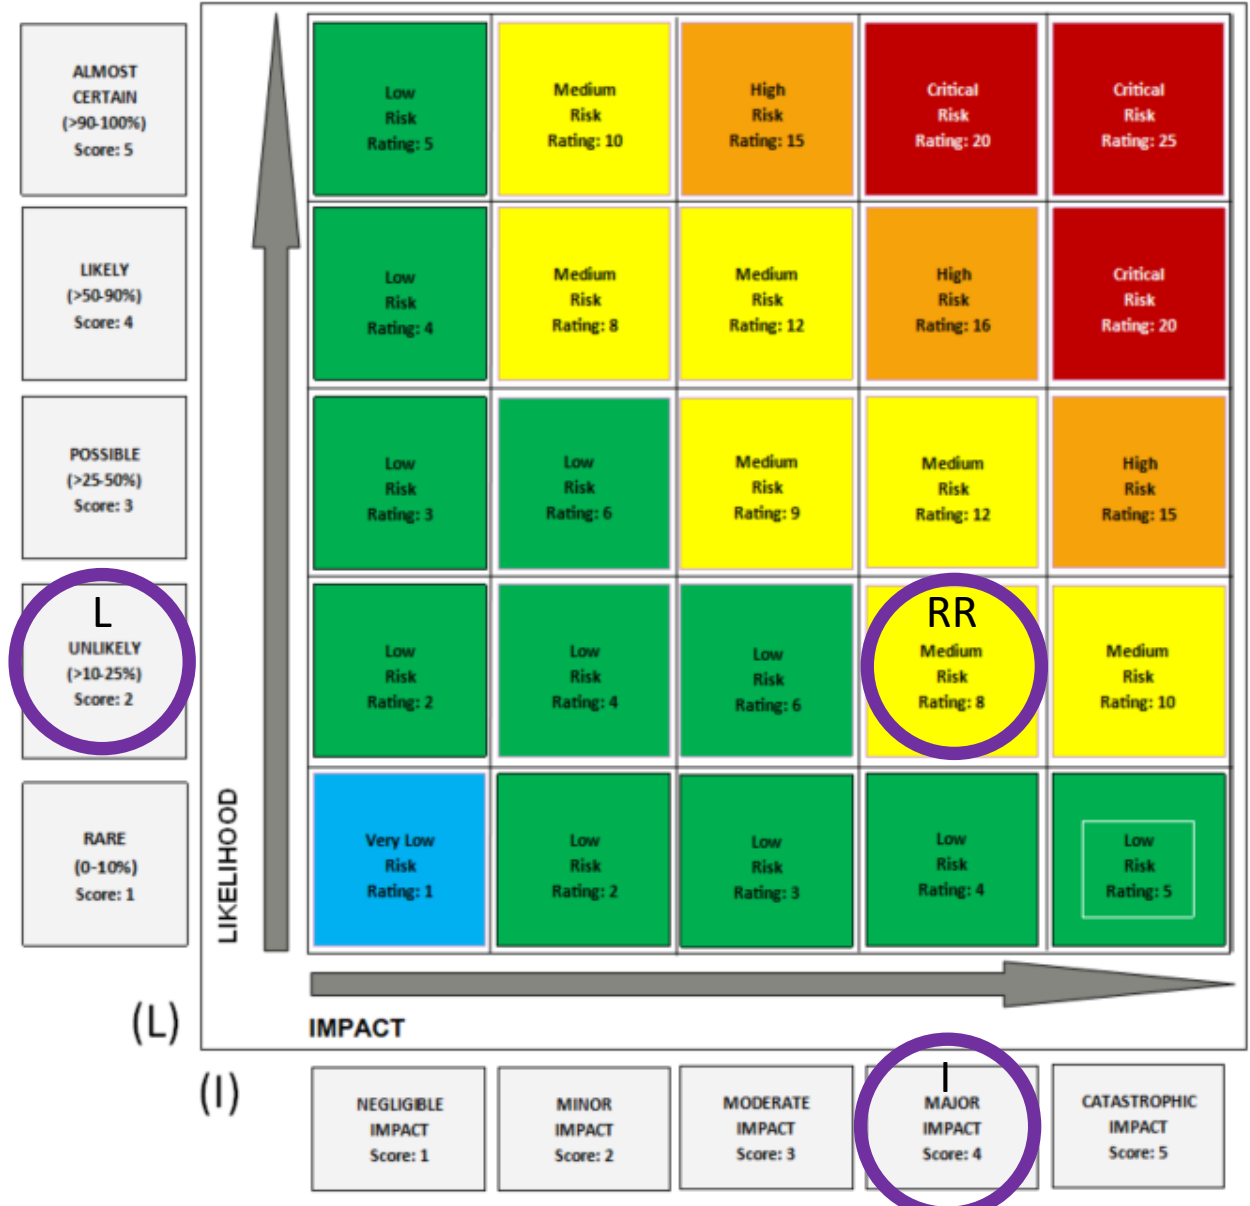 ALMOST
CERTAIN
(>90-100%)
Score: 5
Low
Risk
Rating: 5
Medium
Risk
Rating: 10
High
Risk
Rating: 15
Critical
Risk
Rating: 20
Critical
Risk
Rating: 25
LIKELY
(>50-90%)
Score: 4
Low
Risk
Rating: 4
Medium
Risk
Rating: 8
Medium
Risk
Rating: 12
High
Risk
Rating: 16
Critical
Risk
Rating: 20
POSSIBLE
(>25-50%)
Score: 3
Low
Risk
Rating: 3
Low
Risk
Rating: 6
Medium
Risk
Rating: 9
Medium
Risk
Rating: 12
High
Risk
Rating: 15
L
UNLIKELY
(>10-25%)
Score: 2
Low
Risk
Rating: 2
Low
Risk
Rating: 4
Low
Risk
Rating: 6
RR
Medium
Risk
Rating: 8
Medium
Risk
Rating: 10
RARE
(0-10%)
Score: 1
LIKELIHOOD
Very Low
Risk
Rating: 1
Low
Risk
Rating: 2
Low
Risk
Rating: 3
Low
Risk
Rating: 4
Low
Risk
Rating: 5
(L)
IMPACT
(I)
NEGLIGIBLE
IMPACT
Score: 1
MINOR
IMPACT
Score: 2
MODERATE
IMPACT
Score: 3
I
MAJOR
IMPACT
Score: 4
CATASTROPHIC
IMPACT
Score: 5